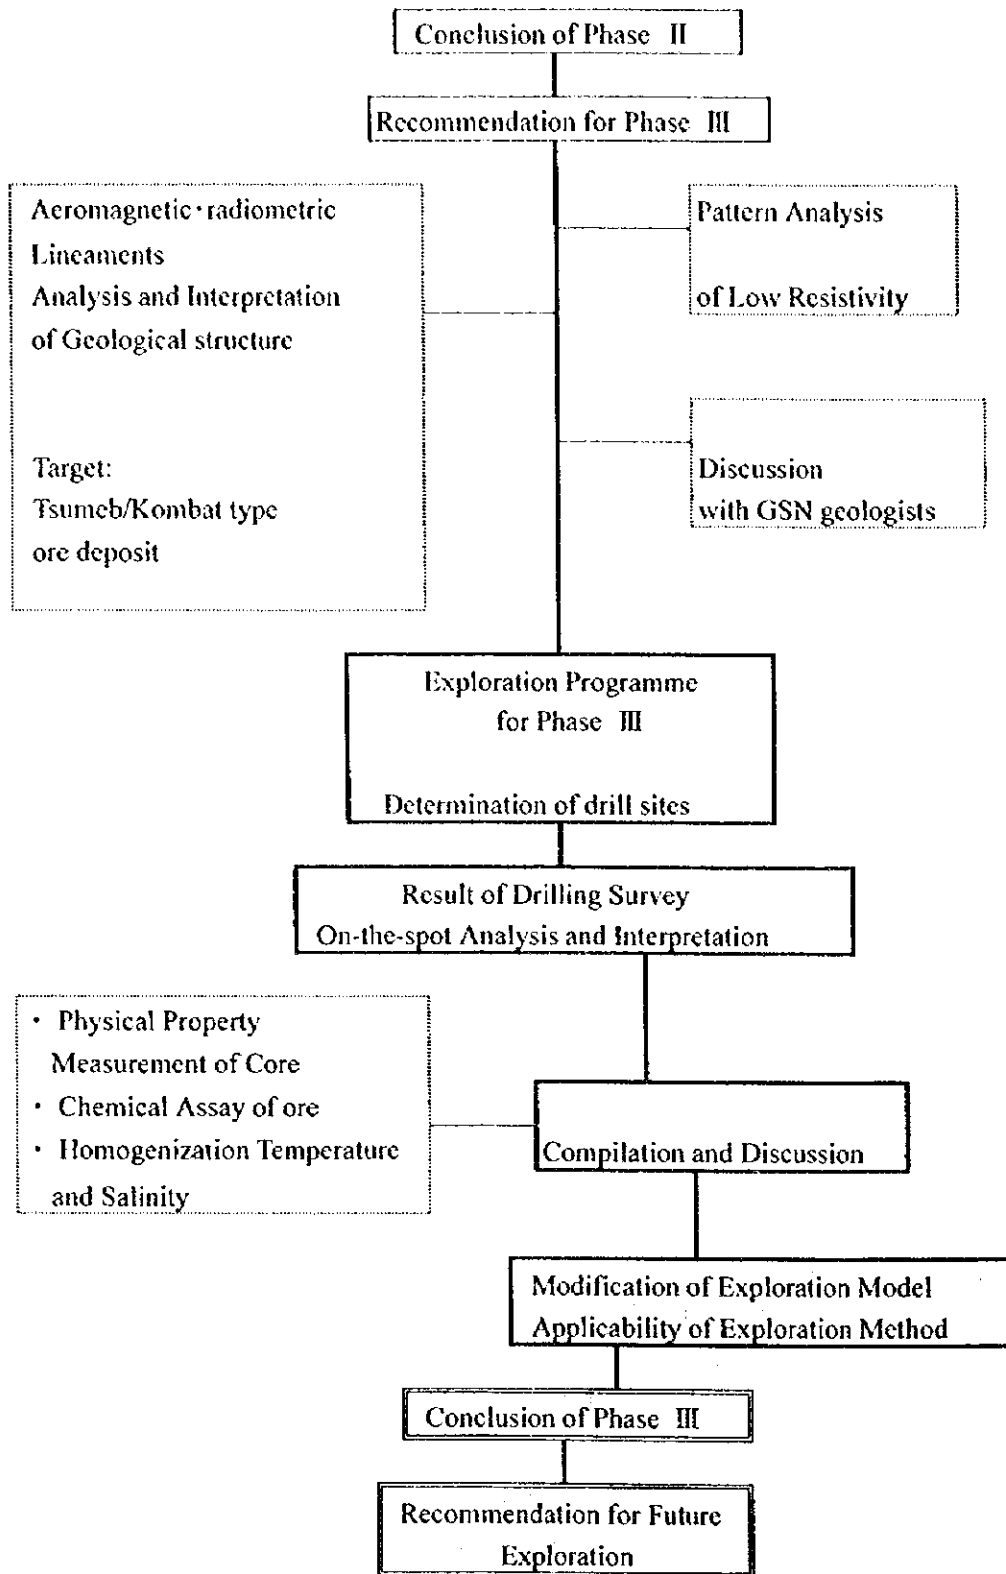 Conclusion of Phase Ⅱ
Recommendation for Phase Ⅲ
Aeromagnetic・radiometric
Lineaments
Analysis and Interpretation
of Geological structure
Target:
Tsumeb/Kombat type
ore deposit
Pattern Analysis
of Low Resistivity
Discussion
with GSN geologists
Exploration Programme
for Phase Ⅲ
Determination of drill sites
Result of Drilling Survey
On-the-spot Analysis and Interpretation
・ Physical Property
Measurement of Core
・ Chemical Assay of ore
・ Homogenization Temperature
and Salinity
Compilation and Discussion
Modification of Exploration Model
Applicability of Exploration Method
Conclusion of Phase Ⅲ
Recommendation for Future
Exploration